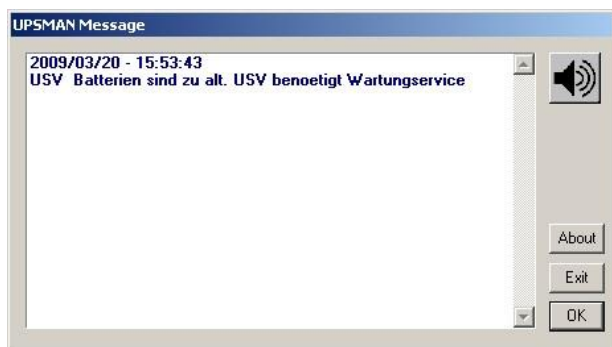 UPSMAN Message
2009/03/20 - 15:53:43
USV  Batterien sind zu alt. USV benoetigt Wartungservice
About
Exit
OK